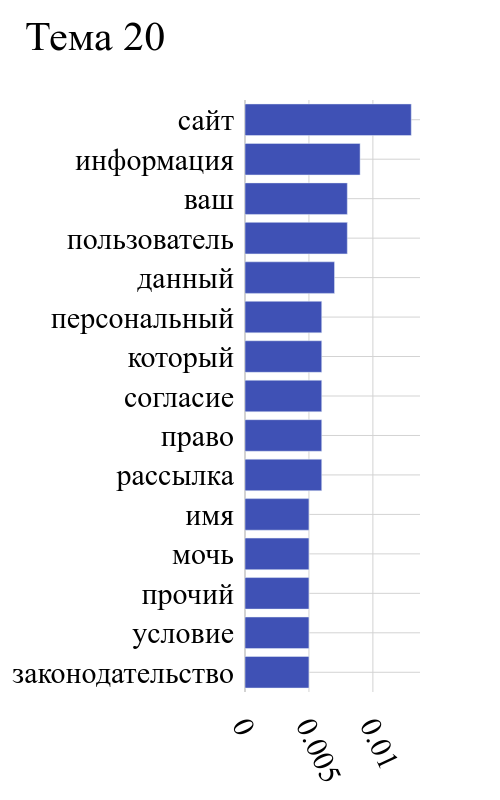 Тема 20
сайт
информация
ваш
пользователь
данный
персональный
который
согласие
право
рассылка
имя
мочь
прочий
условие
законодательство
0
0.005
0.01